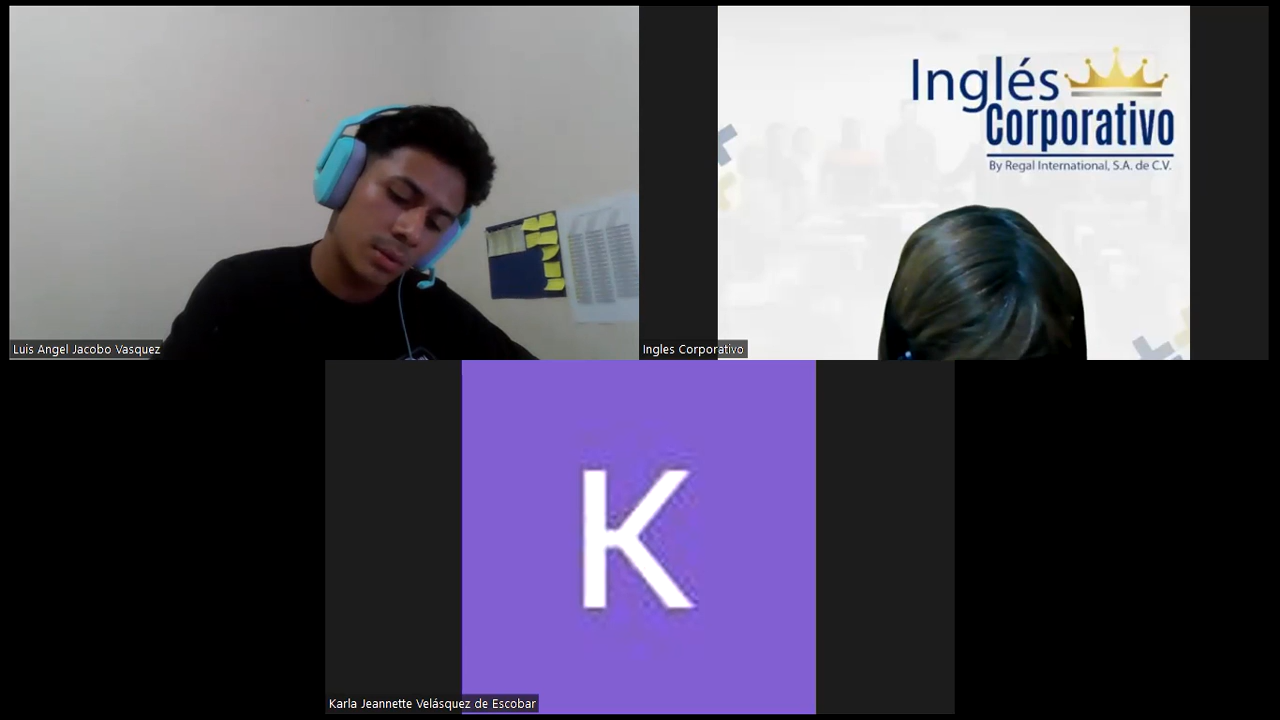 Inglés
Corporativo
By Regal International, S.A. de C.V.
Luis Angel Jacobo Vasquez
Ingles Corporativo
K
Karla Jeannette Velásquez de Escobar